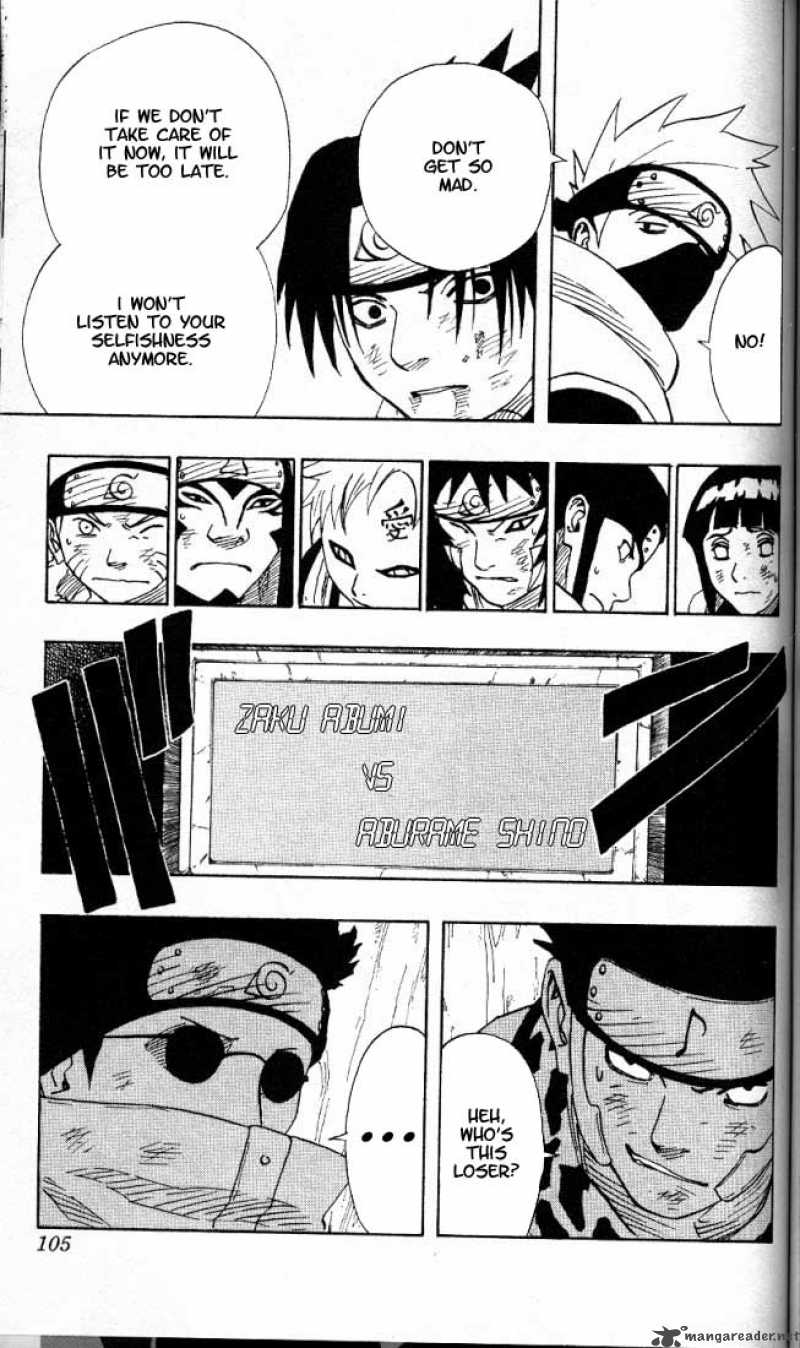 NO!
DON'T
GET SO
MAD.
IF WE DON'T
TAKE CARE OF
IT NOW, IT WILL
BE TOO LATE.
I WON'T
LISTEN TO YOUR
SELFISHNESS
ANYMORE.
愛
ZAKU ABUMI
VS
ABURAME SHINO
HEH,
WHO'S
THIS
LOSER?
...
105
mangareader.net